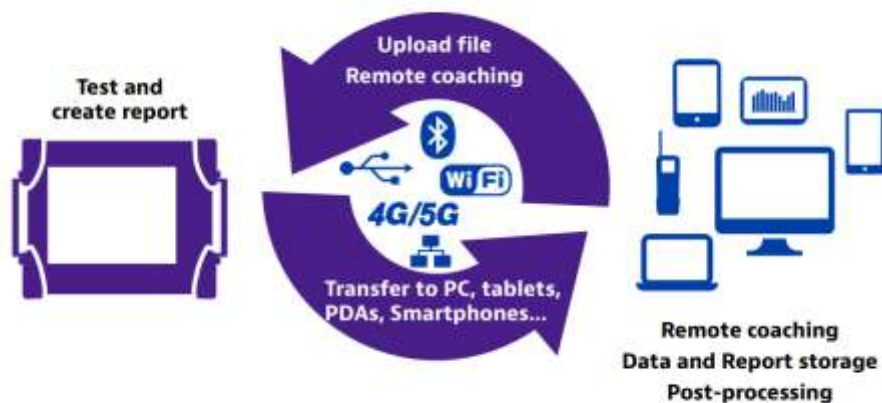 Test and
create report
Upload file
Remote coaching
WiFi
4G/5G
Transfer to PC, tablets,
PDAs, Smartphones...
Remote coaching
Data and Report storage
Post-processing